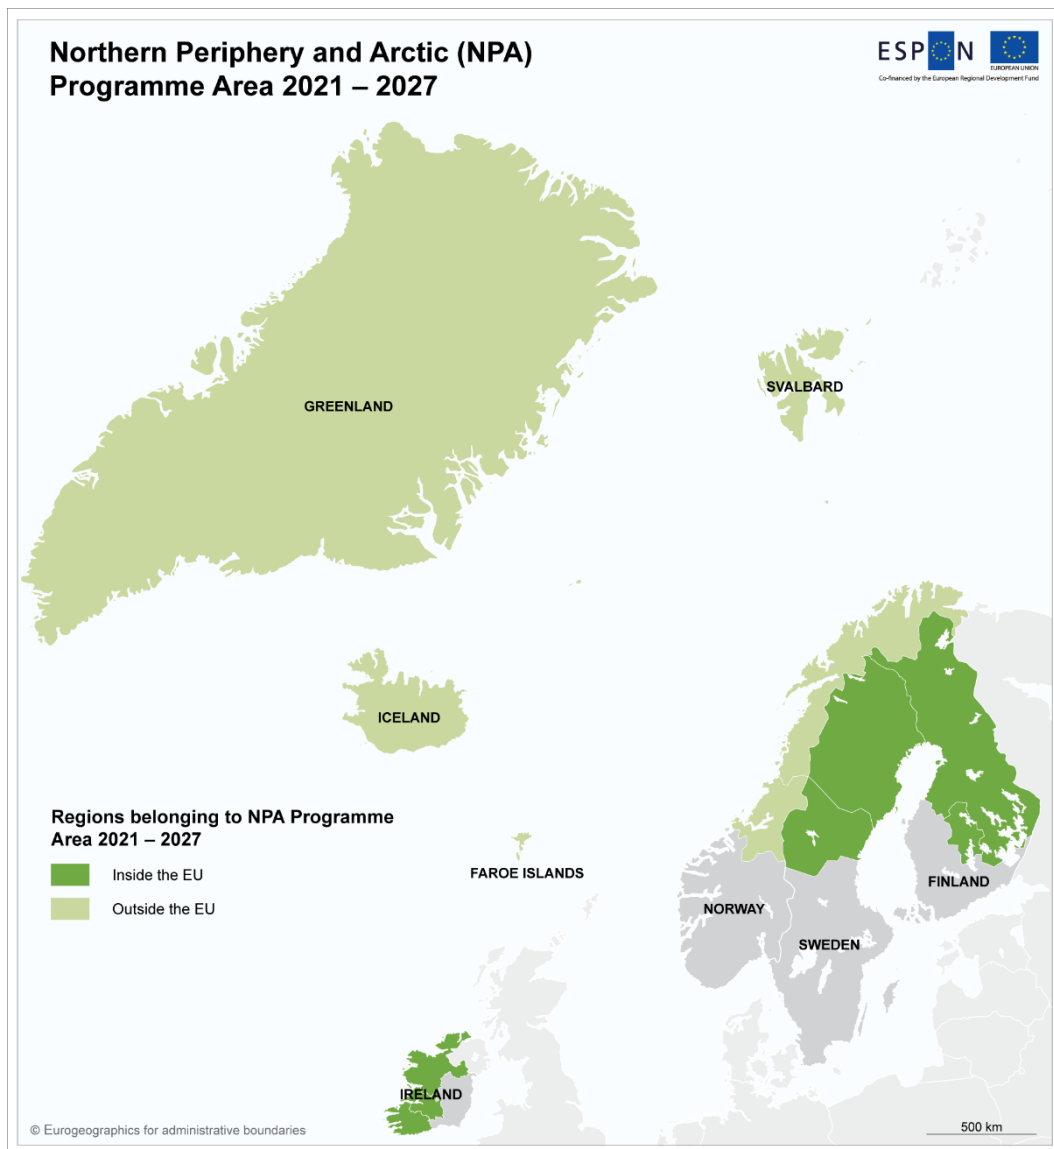 Northern Periphery and Arctic (NPA)
Programme Area 2021 – 2027
ESPON
EUROPEAN UNION
Co-financed by the European Regional Development Fund
GREENLAND
SVALBARD
ICELAND
Regions belonging to NPA Programme
Area 2021 – 2027
Inside the EU
Outside the EU
FAROE ISLANDS
FINLAND
NORWAY
SWEDEN
IRELAND
500 km
© Eurogeographics for administrative boundaries